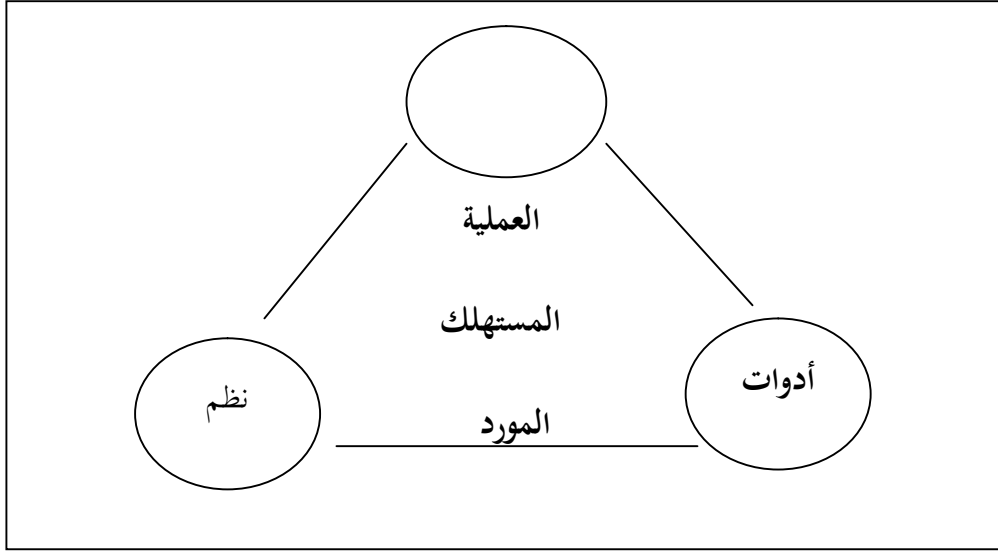 العملية
المستهلك
أدوات
نظم
المورد